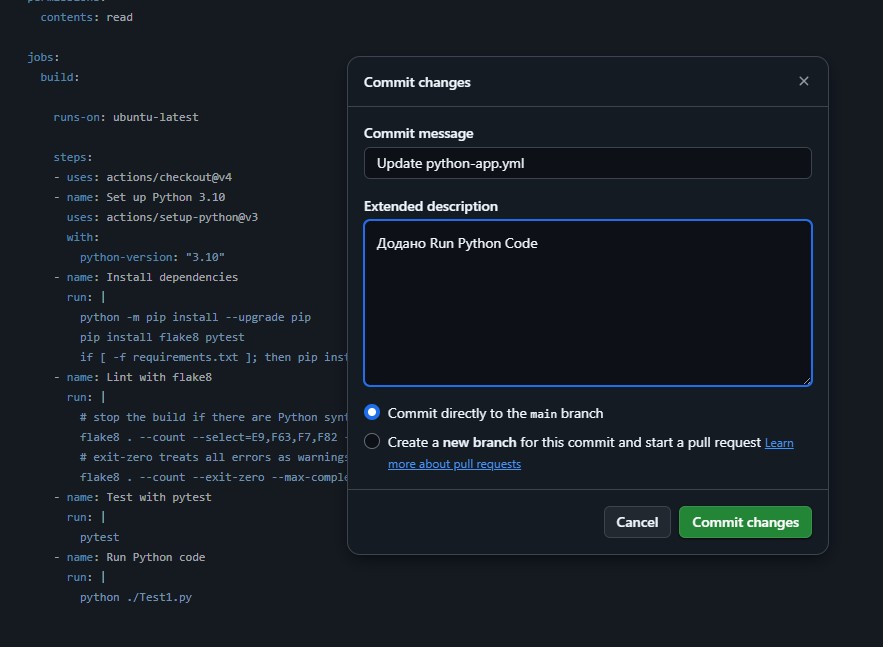 contents: read
jobs:
build:
runs-on: ubuntu-latest
steps:
- uses: actions/checkout@v4
- name: Set up Python 3.10
uses: actions/setup-python@v3
with:
python-version: "3.10"
- name: Install dependencies
run: |
python -m pip install --upgrade pip
pip install flake8 pytest
if [ -f requirements.txt ]; then pip inst
- name: Lint with flake8
run: |
# stop the build if there are Python synt
flake8 . --count --select=E9,F63,F7,F82 -
# exit-zero treats all errors as warnings
flake8 . --count --exit-zero --max-comple
- name: Test with pytest
run: |
pytest
- name: Run Python code
run: |
python ./Test1.py
Commit changes
Commit message
Update python-app.yml
Extended description
Додано Run Python Code
Commit directly to the main branch
Create a new branch for this commit and start a pull request Learn
more about pull requests
Cancel
Commit changes